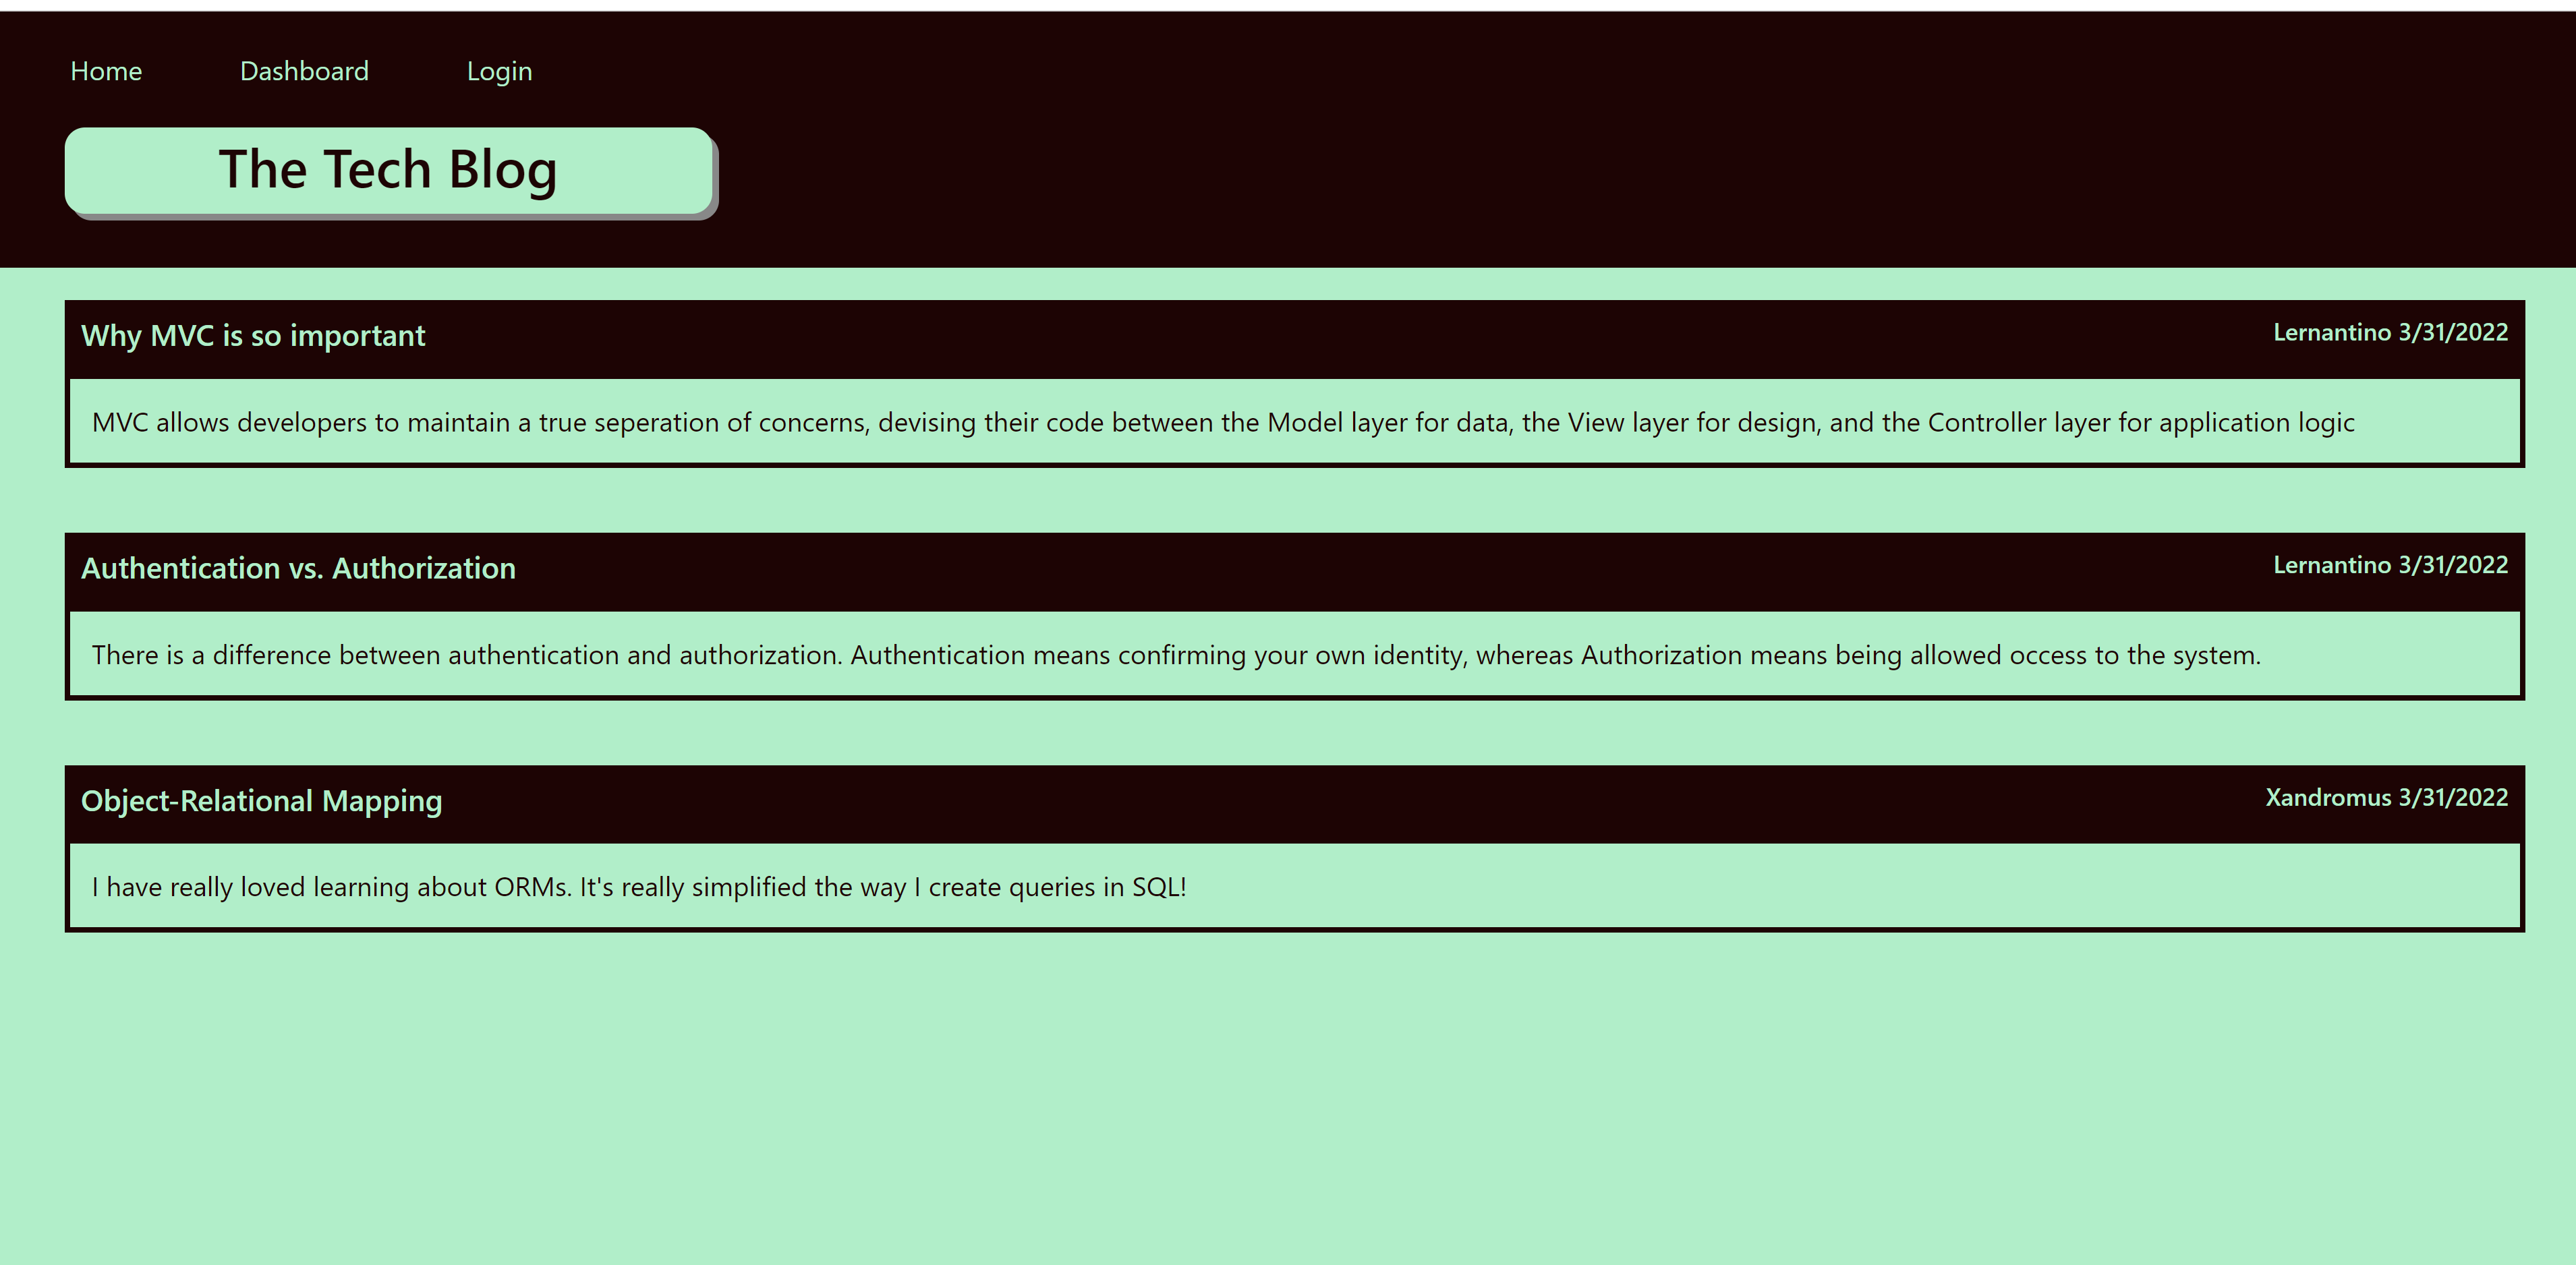 Home Dashboard Login
The Tech Blog
Why MVC is so important Lernantino 3/31/2022
MVC allows developers to maintain a true seperation of concerns, devising their code between the Model layer for data, the View layer for design, and the Controller layer for application logic
Authentication vs. Authorization Lernantino 3/31/2022
There is a difference between authentication and authorization. Authentication means confirming your own identity, whereas Authorization means being allowed occess to the system.
Object-Relational Mapping Xandromus 3/31/2022
I have really loved learning about ORMs. It's really simplified the way I create queries in SQL!